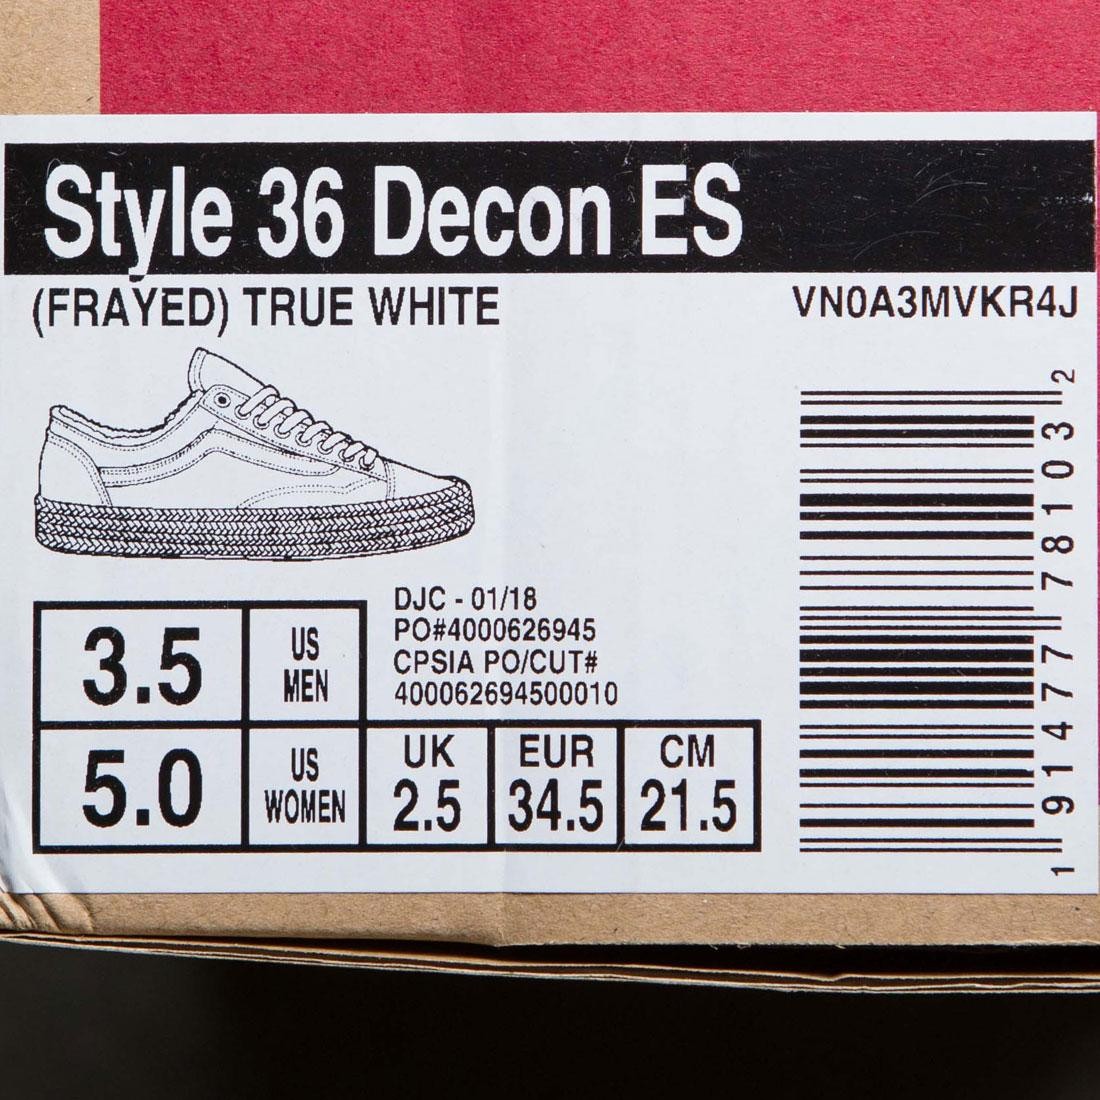 Style 36 Decon ES
(FRAYED) TRUE WHITE
VN0A3MVKR4J
DJC - 01/18
PO#4000626945
CPSIA PO/CUT#
400062694500010
3.5
US
MEN
5.0
US
WOMEN
UK
2.5
EUR
34.5
CM
21.5
1 91477 78103 2